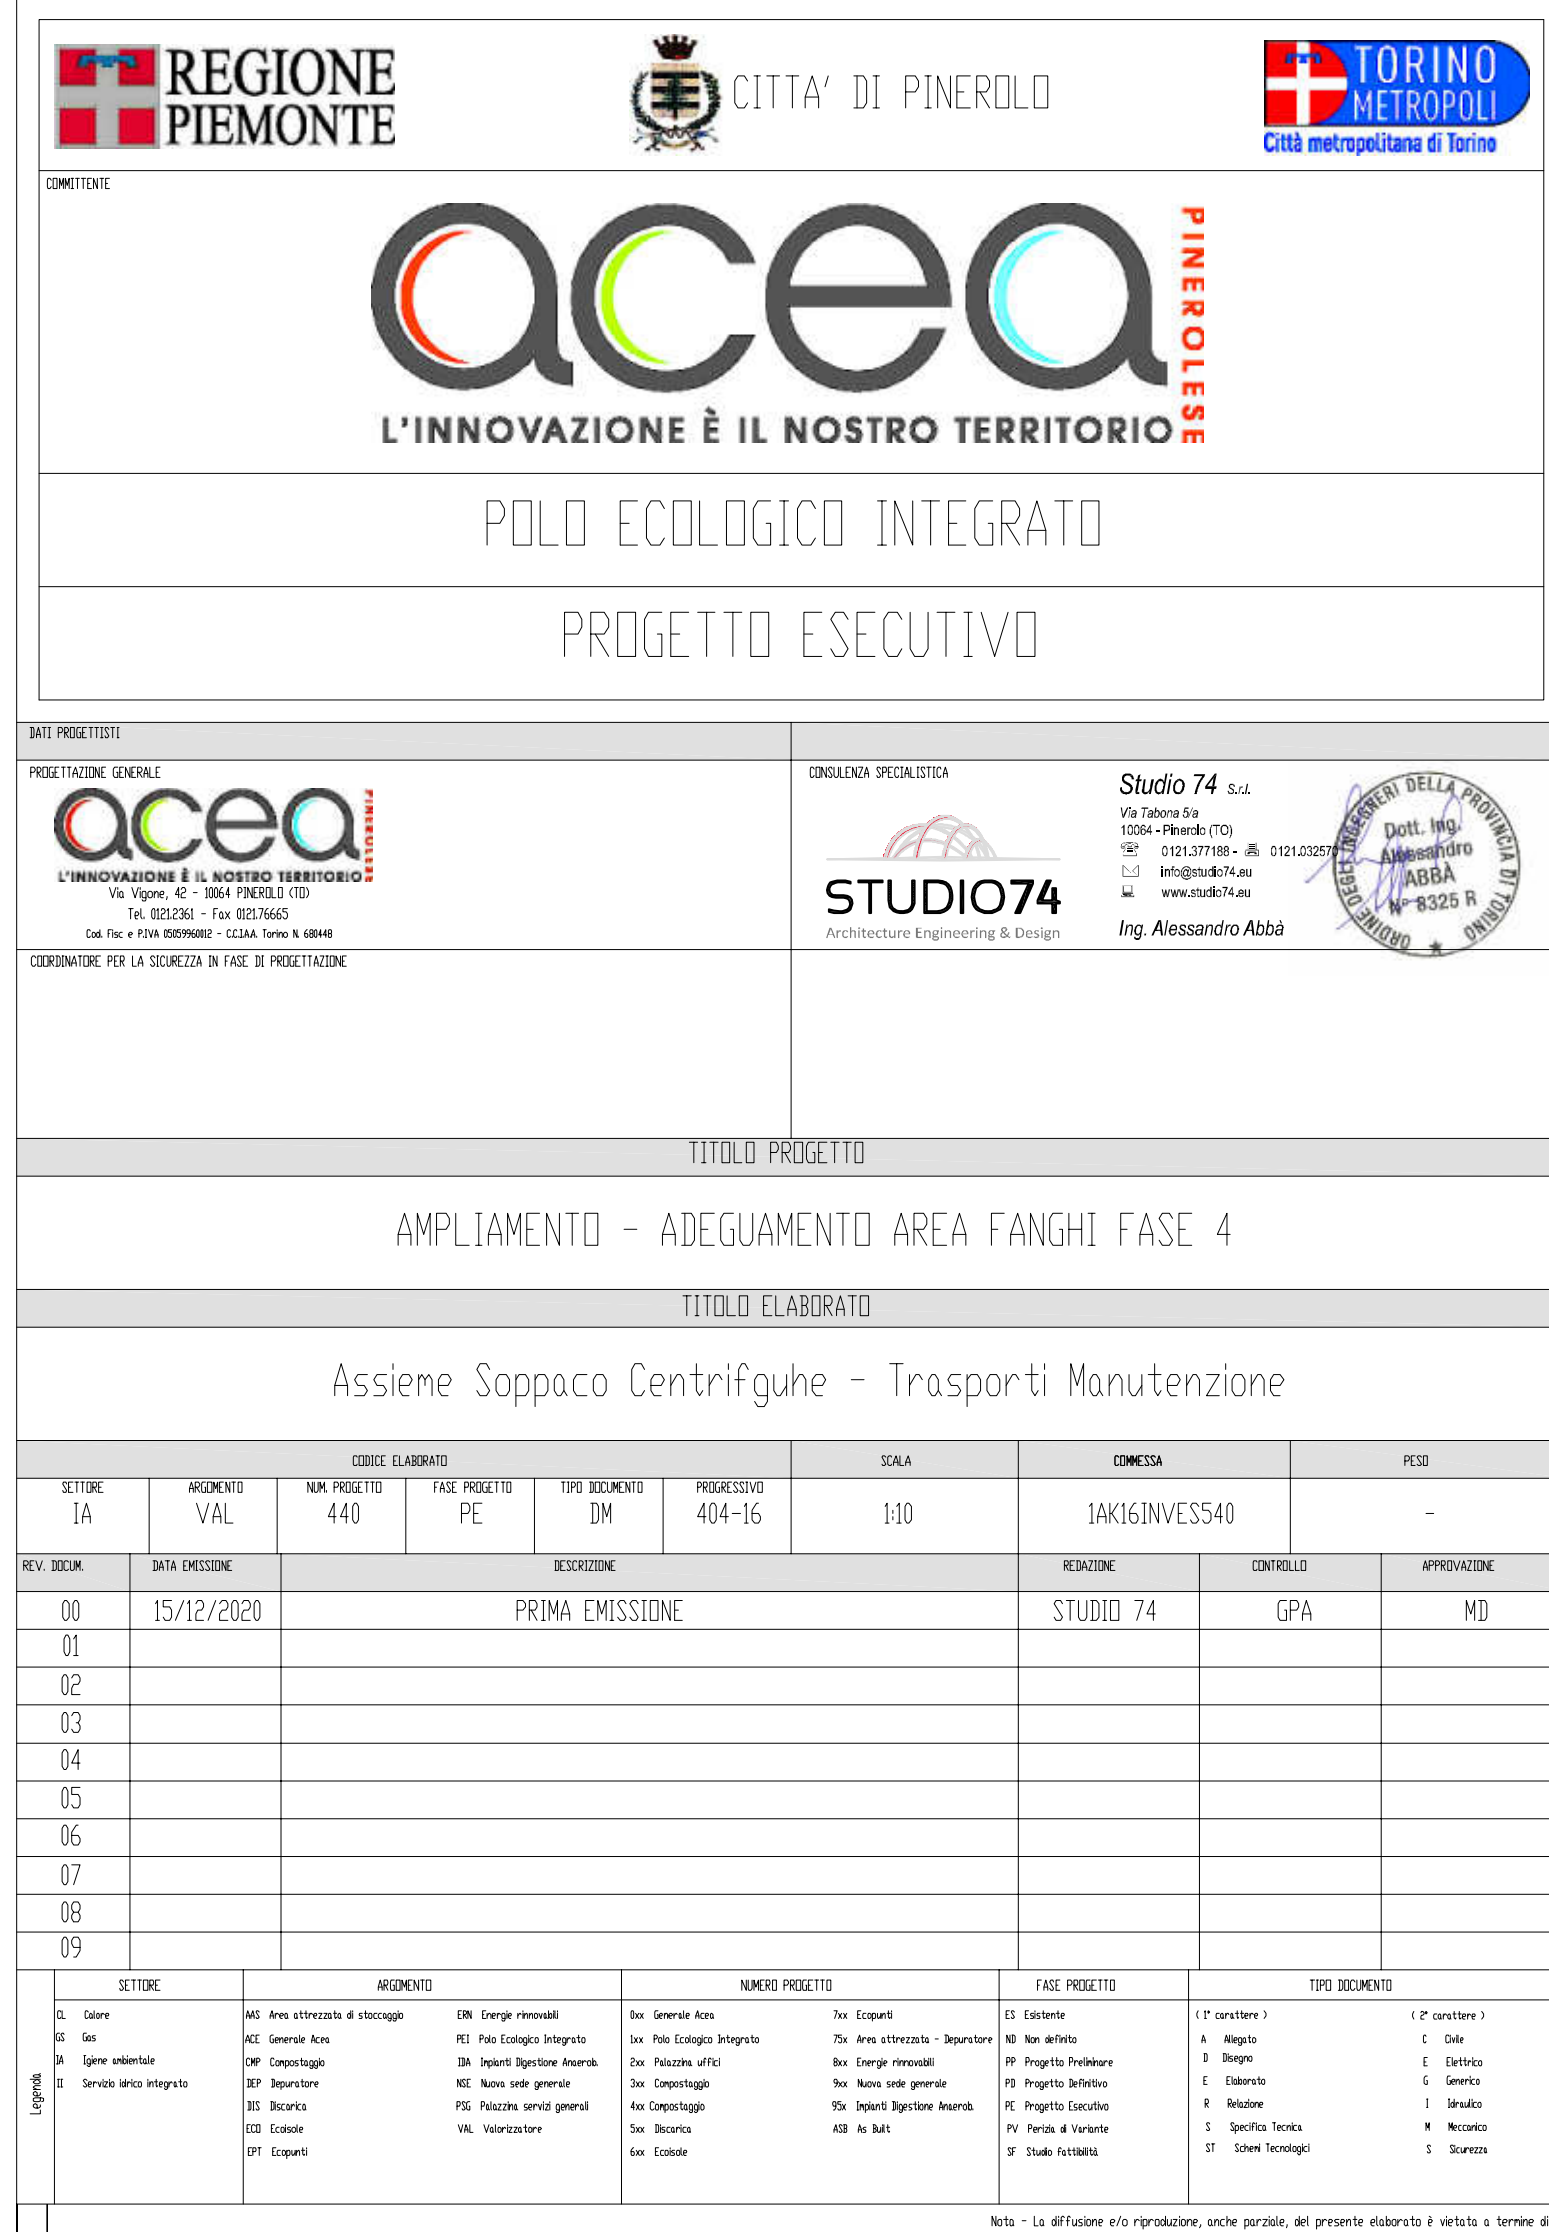 REGIONE
PIEMONTE
CITTA' DI PINEROLO
TORINO
METROPOLI
Città metropolitana di Torino
COMMITTENTE
acea
PINEROLESE
L'INNOVAZIONE È IL NOSTRO TERRITORIO
POLO ECOLOGICO INTEGRATO
PROGETTO ESECUTIVO
DATI PROGETTISTI
PROGETTAZIONE GENERALE
acea
PINEROLESE
L'INNOVAZIONE È IL NOSTRO TERRITORIO
Via Vigone, 42 - 10064 PINEROLO (TO)
Tel. 0121.2361 - Fax 0121.76665
Cod. Fisc e P.IVA 05059960012 - C.C.I.A.A. Torino N. 680448
CONSULENZA SPECIALISTICA
STUDIO74
Architecture Engineering & Design
Studio 74 S.r.l.
Via Tabona 5/a
10064 - Pinerolo (TO)
0121.377188 - 0121.032570
info@studio74.eu
www.studio74.eu
Ing. Alessandro Abbà
ORDINE DEGLI INGEGNERI DELLA PROVINCIA DI TORINO
Dott. Ing.
Alessandro
ABBÀ
N° 8325 R
COORDINATORE PER LA SICUREZZA IN FASE DI PROGETTAZIONE
TITOLO PROGETTO
AMPLIAMENTO - ADEGUAMENTO AREA FANGHI FASE 4
TITOLO ELABORATO
Assieme Soppaco Centrifguhe - Trasporti Manutenzione
CODICE ELABORATO SCALA COMMESSA PESO
SETTORE ARGOMENTO NUM. PROGETTO FASE PROGETTO TIPO DOCUMENTO PROGRESSIVO
IA VAL 440 PE DM 404-16 1:10 1AK16INVES540 -
REV. DOCUM. DATA EMISSIONE DESCRIZIONE REDAZIONE CONTROLLO APPROVAZIONE
00 15/12/2020 PRIMA EMISSIONE STUDIO 74 GPA MD
01
02
03
04
05
06
07
08
09
Legenda
SETTORE
CL Calore
GS Gas
IA Igiene ambientale
II Servizio idrico integrato
ARGOMENTO
AAS Area attrezzata di stoccaggio
ACE Generale Acea
CMP Compostaggio
DEP Depuratore
DIS Discarica
ECO Ecoisole
EPT Ecopunti
ERN Energie rinnovabili
PEI Polo Ecologico Integrato
IDA Impianti Digestione Anaerob.
NSE Nuova sede generale
PSG Palazzina servizi generali
VAL Valorizzatore
NUMERO PROGETTO
0xx Generale Acea
1xx Polo Ecologico Integrato
2xx Palazzina uffici
3xx Compostaggio
4xx Compostaggio
5xx Discarica
6xx Ecoisole
7xx Ecopunti
75x Area attrezzata - Depuratore
8xx Energie rinnovabili
9xx Nuova sede generale
95x Impianti Digestione Anaerob.
ASB As Built
FASE PROGETTO
ES Esistente
ND Non definito
PP Progetto Preliminare
PD Progetto Definitivo
PE Progetto Esecutivo
PV Perizia di Variante
SF Studio fattibilità
TIPO DOCUMENTO
( 1° carattere )
A Allegato
D Disegno
E Elaborato
R Relazione
S Specifica Tecnica
ST Schemi Tecnologici
( 2° carattere )
C Civile
E Elettrico
G Generico
I Idraulico
M Meccanico
S Sicurezza
Nota - La diffusione e/o riproduzione, anche parziale, del presente elaborato è vietata a termine di